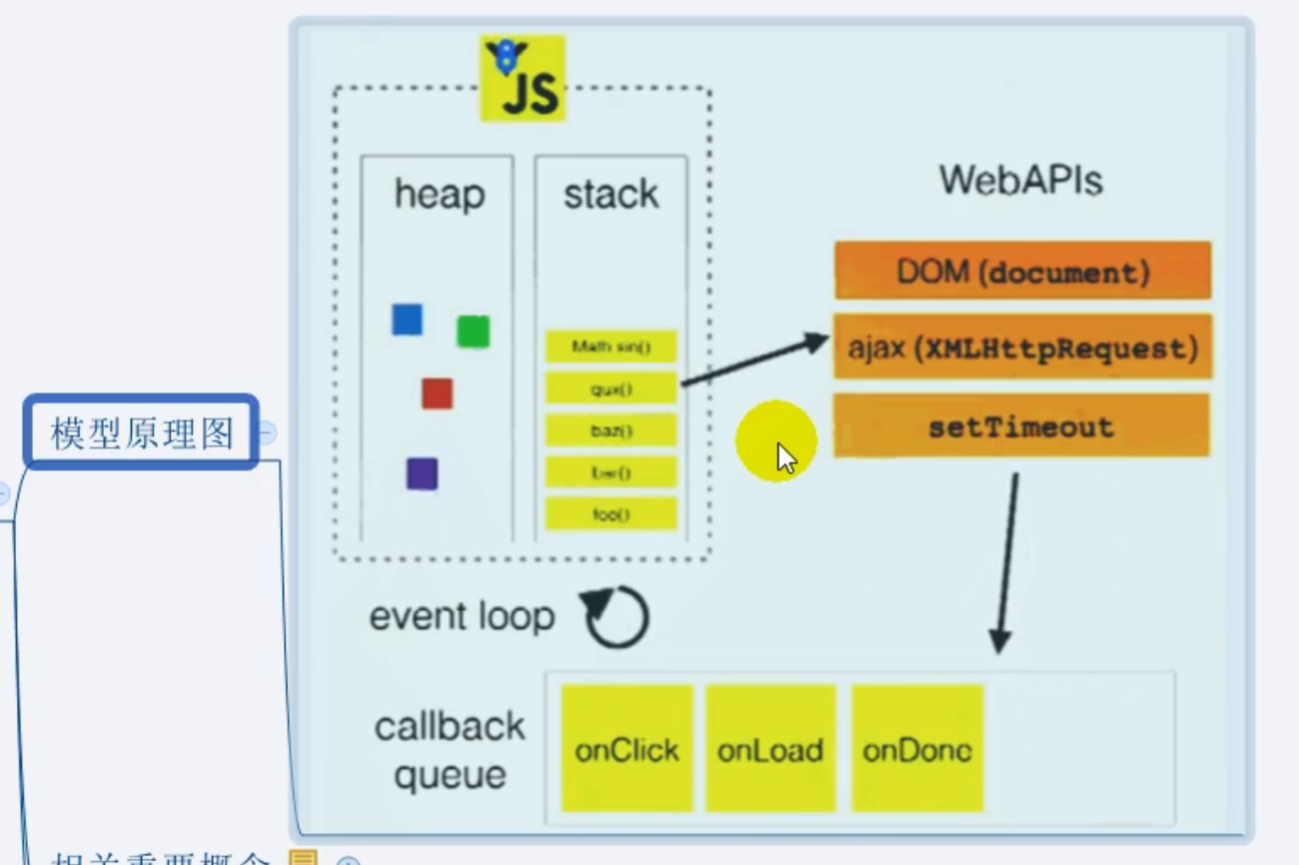 JS
heap
stack
WebAPIs
DOM (document)
ajax (XMLHttpRequest)
setTimeout
Math sin()
qux()
baz()
bar()
foo()
模型原理图
event loop
callback
queue
onClick
onLoad
onDone
相关重要概念